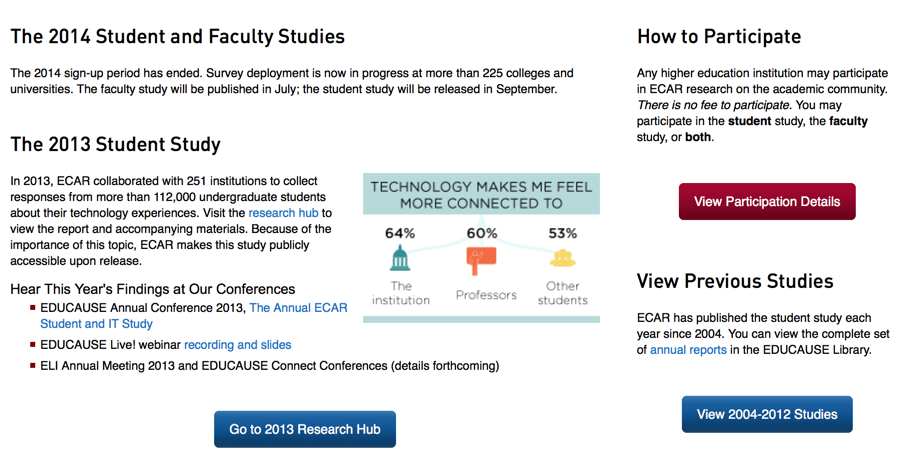 The 2014 Student and Faculty Studies
The 2014 sign-up period has ended. Survey deployment is now in progress at more than 225 colleges and
universities. The faculty study will be published in July; the student study will be released in September.
The 2013 Student Study
In 2013, ECAR collaborated with 251 institutions to collect
responses from more than 112,000 undergraduate students
about their technology experiences. Visit the research hub to
view the report and accompanying materials. Because of the
importance of this topic, ECAR makes this study publicly
accessible upon release.
TECHNOLOGY MAKES ME FEEL
MORE CONNECTED TO
64% 60% 53%
The
institution
Professors
Other
students
Hear This Year's Findings at Our Conferences
EDUCAUSE Annual Conference 2013, The Annual ECAR
Student and IT Study
EDUCAUSE Live! webinar recording and slides
ELI Annual Meeting 2013 and EDUCAUSE Connect Conferences (details forthcoming)
Go to 2013 Research Hub
How to Participate
Any higher education institution may participate
in ECAR research on the academic community.
There is no fee to participate. You may
participate in the student study, the faculty
study, or both.
View Participation Details
View Previous Studies
ECAR has published the student study each
year since 2004. You can view the complete set
of annual reports in the EDUCAUSE Library.
View 2004-2012 Studies